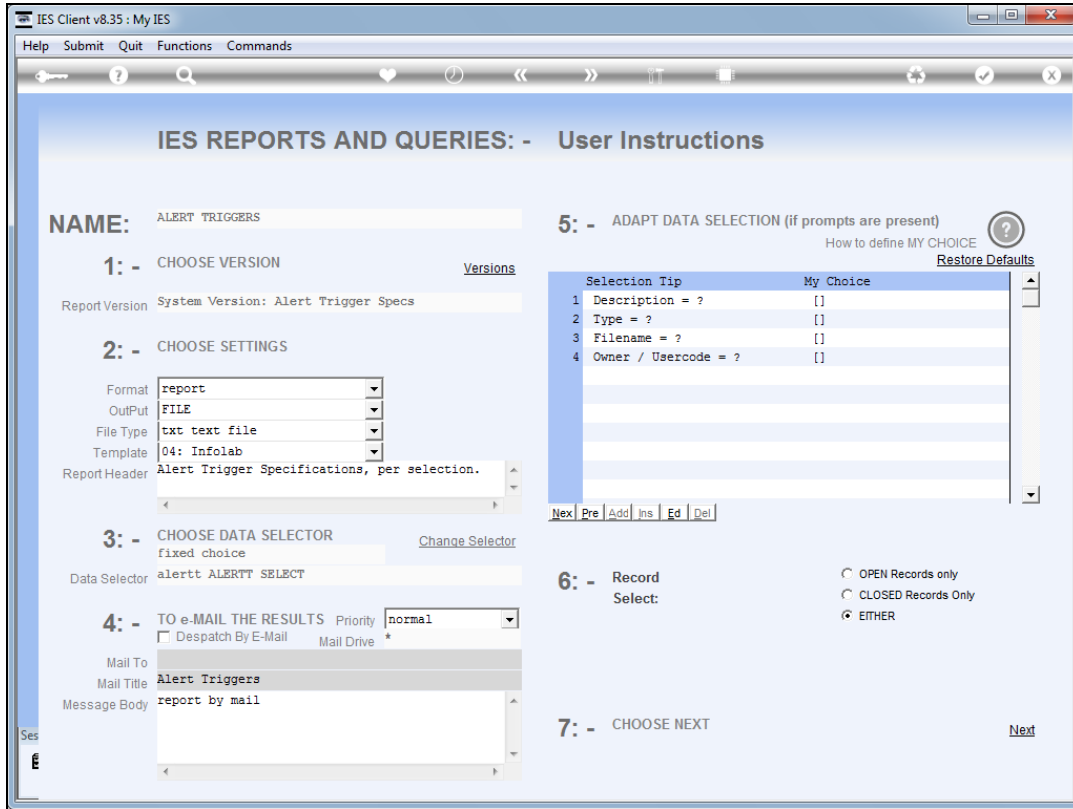 IES Client v8.35 : My IES
Help Submit Quit Functions Commands
IES REPORTS AND QUERIES: - User Instructions
NAME: ALERT TRIGGERS
1: - CHOOSE VERSION
Versions
Report Version System Version: Alert Trigger Specs
2: - CHOOSE SETTINGS
Format report
OutPut FILE
File Type txt text file
Template 04: Infolab
Report Header Alert Trigger Specifications, per selection.
3: - CHOOSE DATA SELECTOR
fixed choice
Change Selector
Data Selector alertt ALERTT SELECT
4: - TO e-MAIL THE RESULTS Priority normal
Despatch By E-Mail Mail Drive *
Mail To
Mail Title Alert Triggers
Message Body report by mail
5: - ADAPT DATA SELECTION (if prompts are present)
How to define MY CHOICE
?
Restore Defaults
Selection Tip My Choice
1 Description = ? []
2 Type = ? []
3 Filename = ? []
4 Owner / Usercode = ? []
Nex Pre Add Ins Ed Del
6: - Record
Select:
OPEN Records only
CLOSED Records Only
EITHER
7: - CHOOSE NEXT
Next
Ses